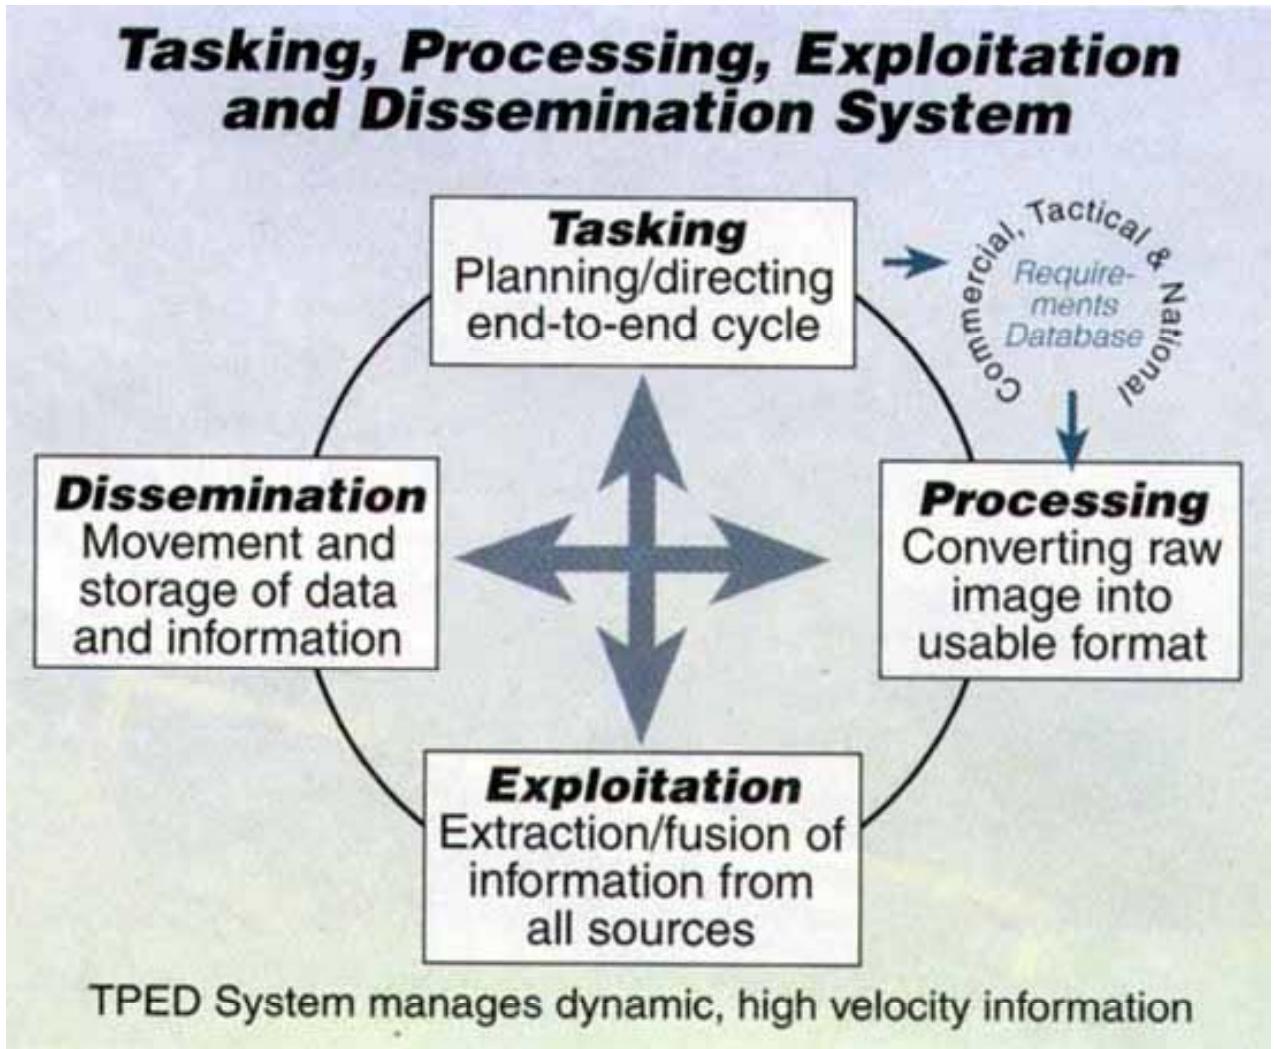 Tasking, Processing, Exploitation
and Dissemination System
Tasking
Planning/directing
end-to-end cycle
Commercial, Tactical & National
Require-
ments
Database
Dissemination
Movement and
storage of data
and information
Processing
Converting raw
image into
usable format
Exploitation
Extraction/fusion of
information from
all sources
TPED System manages dynamic, high velocity information